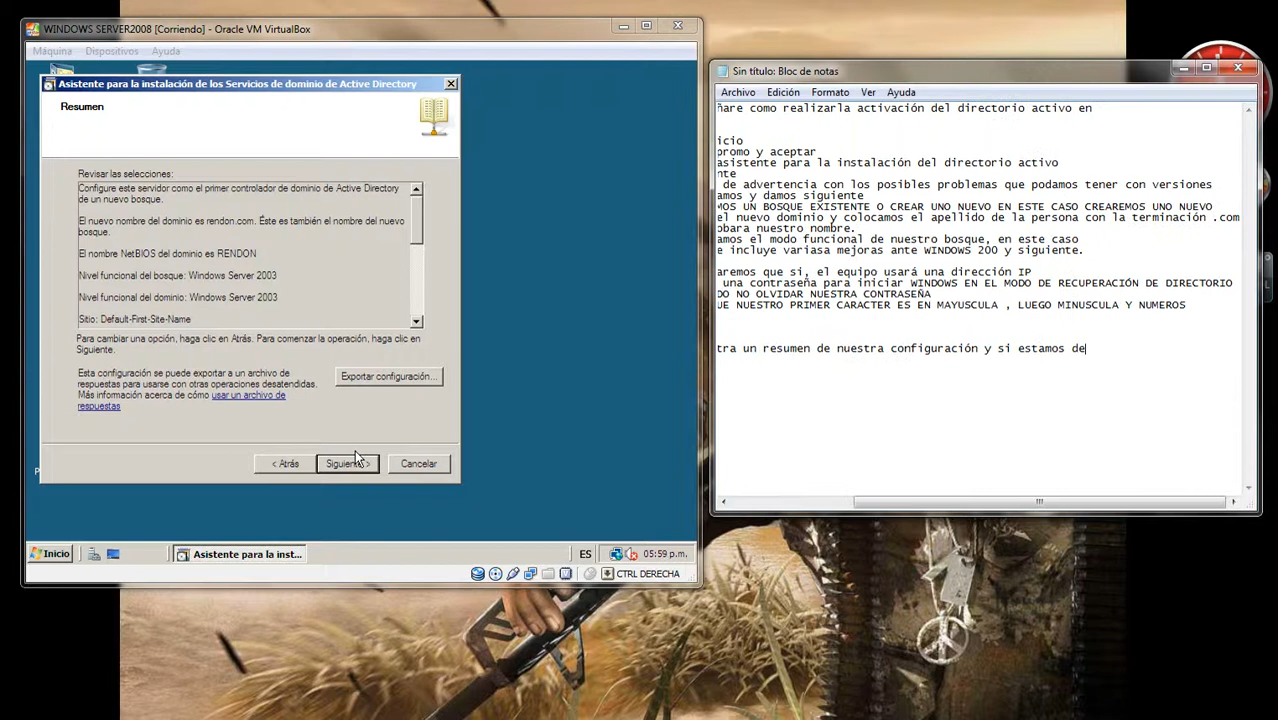 WINDOWS SERVER2008 [Corriendo] - Oracle VM VirtualBox
Máquina Dispositivos Ayuda
Asistente para la instalación de los Servicios de dominio de Active Directory
Resumen
Revisar las selecciones:
Configure este servidor como el primer controlador de dominio de Active Directory
de un nuevo bosque.
El nuevo nombre del dominio es rendon.com. Éste es también el nombre del nuevo
bosque.
El nombre NetBIOS del dominio es RENDON
Nivel funcional del bosque: Windows Server 2003
Nivel funcional del dominio: Windows Server 2003
Sitio: Default-First-Site-Name
Para cambiar una opción, haga clic en Atrás. Para comenzar la operación, haga clic en
Siguiente.
Esta configuración se puede exportar a un archivo de
respuestas para usarse con otras operaciones desatendidas.
Más información acerca de cómo usar un archivo de
respuestas
Exportar configuración...
< Atrás
Siguiente >
Cancelar
Inicio
Asistente para la inst...
ES
05:59 p.m.
CTRL DERECHA
Sin título: Bloc de notas
Archivo Edición Formato Ver Ayuda
ñare como realizarla activación del directorio activo en
icio
promo y aceptar
asistente para la instalación del directorio activo
nte
de advertencia con los posibles problemas que podamos tener con versiones
amos y damos siguiente
MOS UN BOSQUE EXISTENTE O CREAR UNO NUEVO EN ESTE CASO CREAREMOS UNO NUEVO
el nuevo dominio y colocamos el apellido de la persona con la terminación .com
obara nuestro nombre.
amos el modo funcional de nuestro bosque, en este caso
e incluye variasa mejoras ante WINDOWS 200 y siguiente.
aremos que si, el equipo usará una dirección IP
una contraseña para iniciar WINDOWS EN EL MODO DE RECUPERACIÓN DE DIRECTORIO
DO NO OLVIDAR NUESTRA CONTRASEÑA
UE NUESTRO PRIMER CARACTER ES EN MAYUSCULA , LUEGO MINUSCULA Y NUMEROS
tra un resumen de nuestra configuración y si estamos de